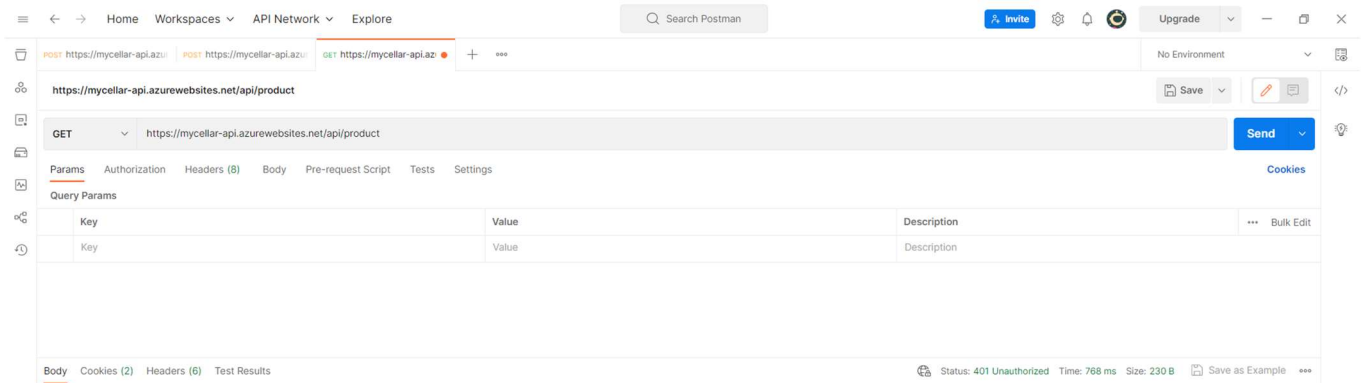 Home Workspaces API Network Explore Search Postman Invite Upgrade
POST https://mycellar-api.azu POST https://mycellar-api.azu GET https://mycellar-api.az No Environment
https://mycellar-api.azurewebsites.net/api/product Save
GET https://mycellar-api.azurewebsites.net/api/product Send
Params Authorization Headers (8) Body Pre-request Script Tests Settings Cookies
Query Params
Key Value Description Bulk Edit
Key Value Description
Body Cookies (2) Headers (6) Test Results Status: 401 Unauthorized Time: 768 ms Size: 230 B Save as Example